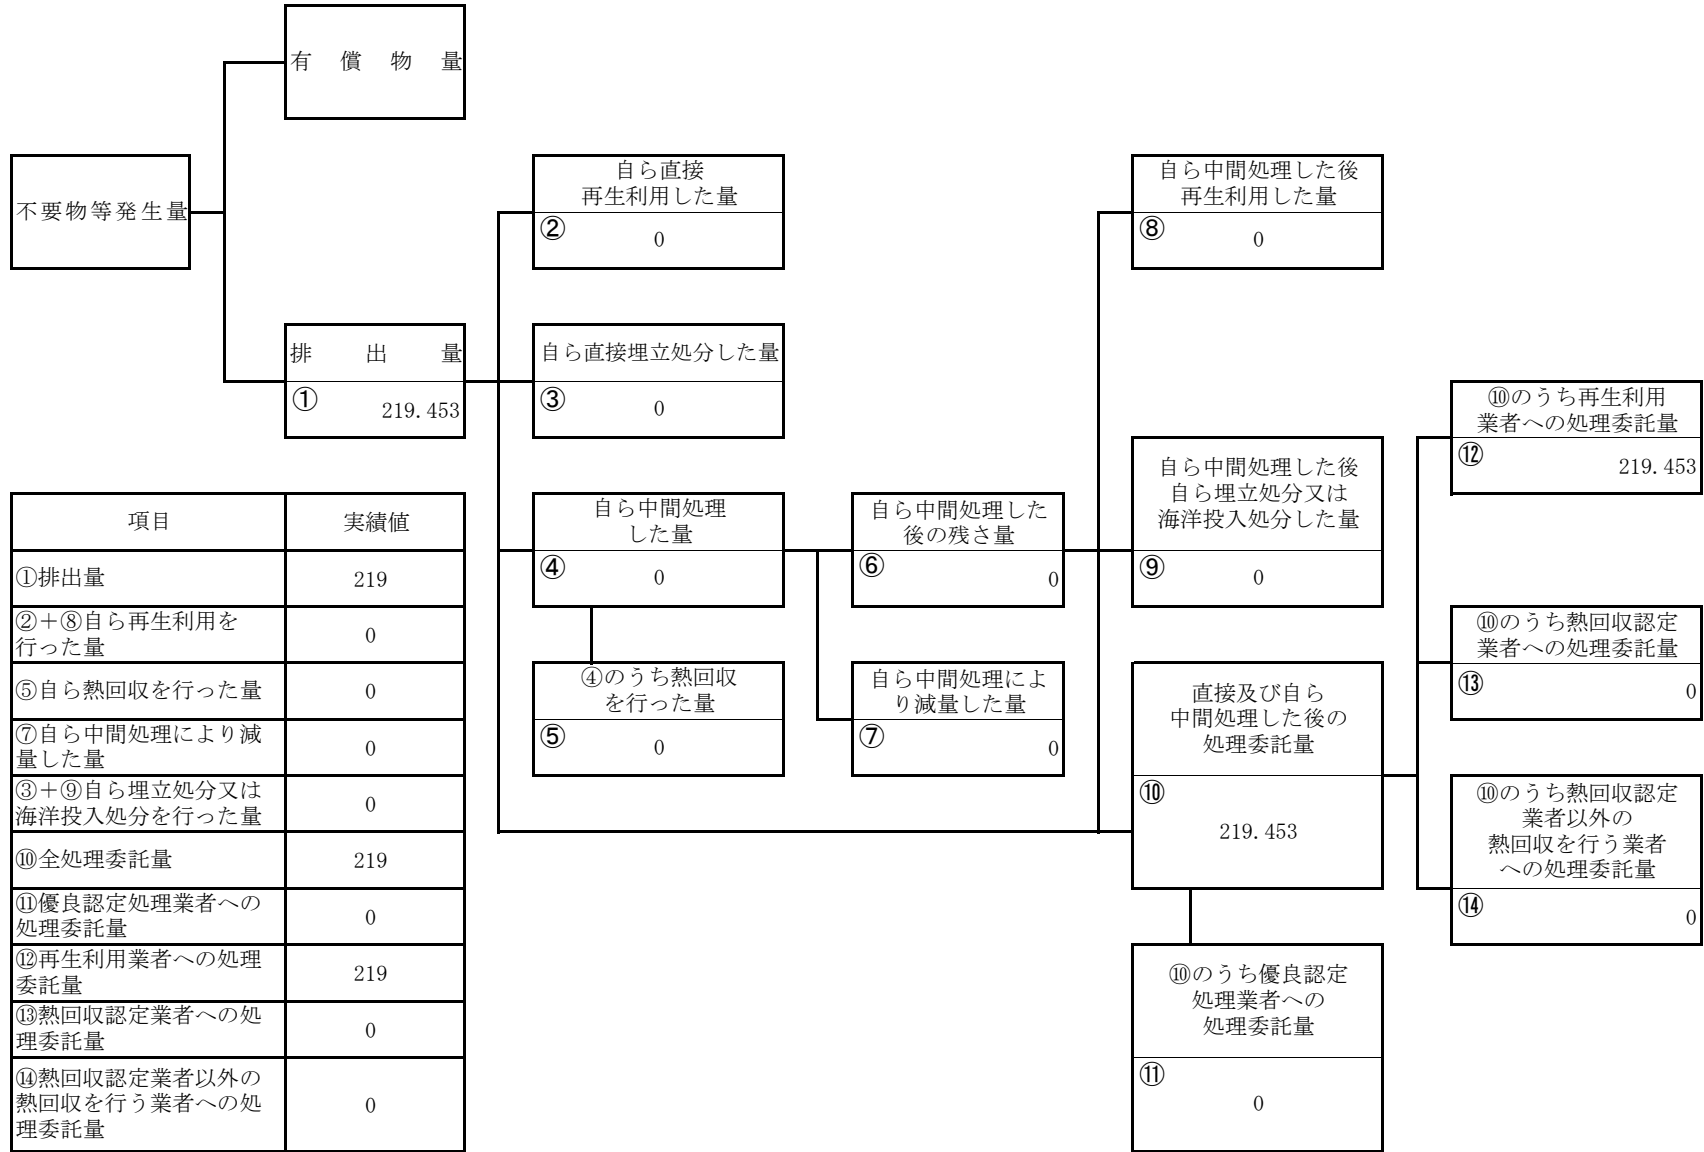 有償物量
不要物等発生量
排出量
①
219.453
自ら直接
再生利用した量
②
0
自ら直接埋立処分した量
③
0
自ら中間処理
した量
④
0
④のうち熱回収
を行った量
⑤
0
自ら中間処理した
後の残さ量
⑥
0
自ら中間処理によ
り減量した量
⑦
0
自ら中間処理した後
再生利用した量
⑧
0
自ら中間処理した後
自ら埋立処分又は
海洋投入処分した量
⑨
0
直接及び自ら
中間処理した後の
処理委託量
⑩
219.453
⑩のうち優良認定
処理業者への
処理委託量
⑪
0
⑩のうち再生利用
業者への処理委託量
⑫
219.453
⑩のうち熱回収認定
業者への処理委託量
⑬
0
⑩のうち熱回収認定
業者以外の
熱回収を行う業者
への処理委託量
⑭
0
項目 実績値
①排出量 219
②+⑧自ら再生利用を
行った量 0
⑤自ら熱回収を行った量 0
⑦自ら中間処理により減
量した量 0
③+⑨自ら埋立処分又は
海洋投入処分を行った量 0
⑩全処理委託量 219
⑪優良認定処理業者への
処理委託量 0
⑫再生利用業者への処理
委託量 219
⑬熱回収認定業者への処
理委託量 0
⑭熱回収認定業者以外の
熱回収を行う業者への処
理委託量 0